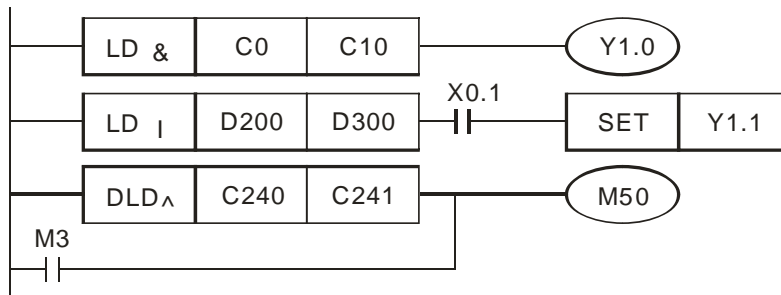 LD & C0 C10 Y1.0
X0.1
LD | D200 D300 SET Y1.1
DLD^ C240 C241 M50
M3